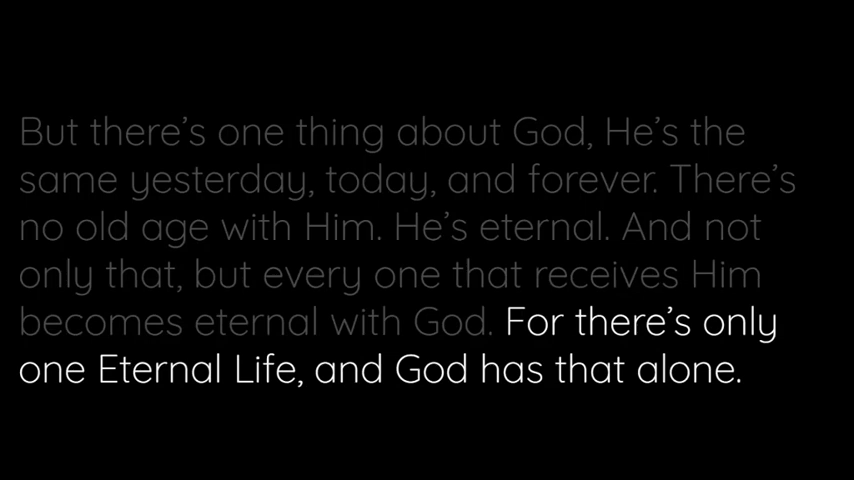 But there’s one thing about God, He’s the
same yesterday, today, and forever. There’s
no old age with Him. He’s eternal. And not
only that, but every one that receives Him
becomes eternal with God. For there’s only
one Eternal Life, and God has that alone.